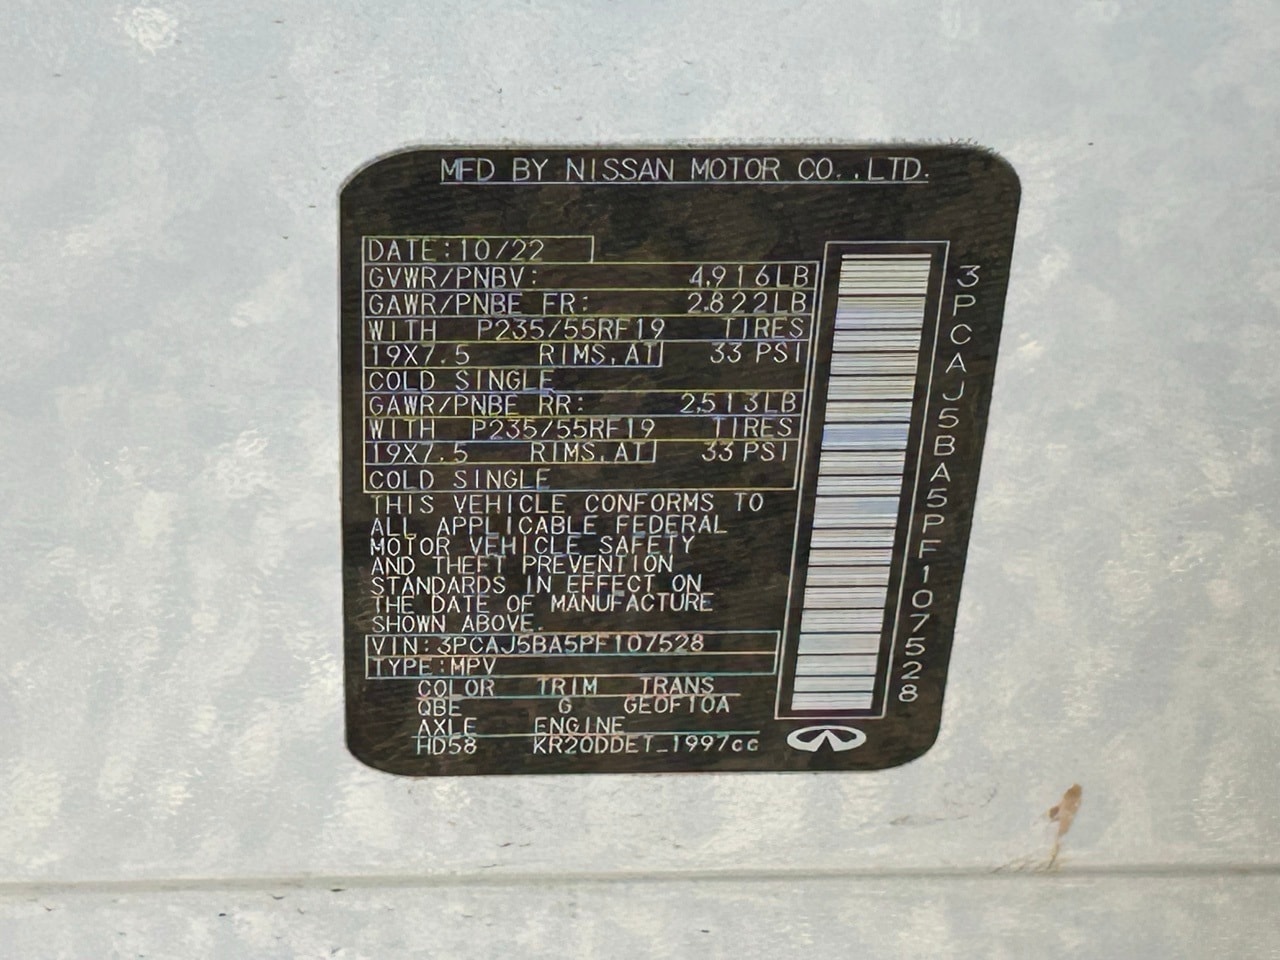 MFD BY NISSAN MOTOR CO.,LTD.
DATE:10/22
GVWR/PNBV: 4,916LB
GAWR/PNBE FR: 2,822LB
WITH P235/55RF19 TIRES
19X7.5 RIMS,AT 33 PSI
COLD SINGLE
GAWR/PNBE RR: 2,513LB
WITH P235/55RF19 TIRES
19X7.5 RIMS,AT 33 PSI
COLD SINGLE
THIS VEHICLE CONFORMS TO
ALL APPLICABLE FEDERAL
MOTOR VEHICLE SAFETY
AND THEFT PREVENTION
STANDARDS IN EFFECT ON
THE DATE OF MANUFACTURE
SHOWN ABOVE.
VIN:3PCAJ5BA5PF107528
TYPE:MPV
COLOR TRIM TRANS
QBE G GEOF10A
AXLE ENGINE
HD58 KR20DDET_1997cc
3PCAJ5BA5PF107528